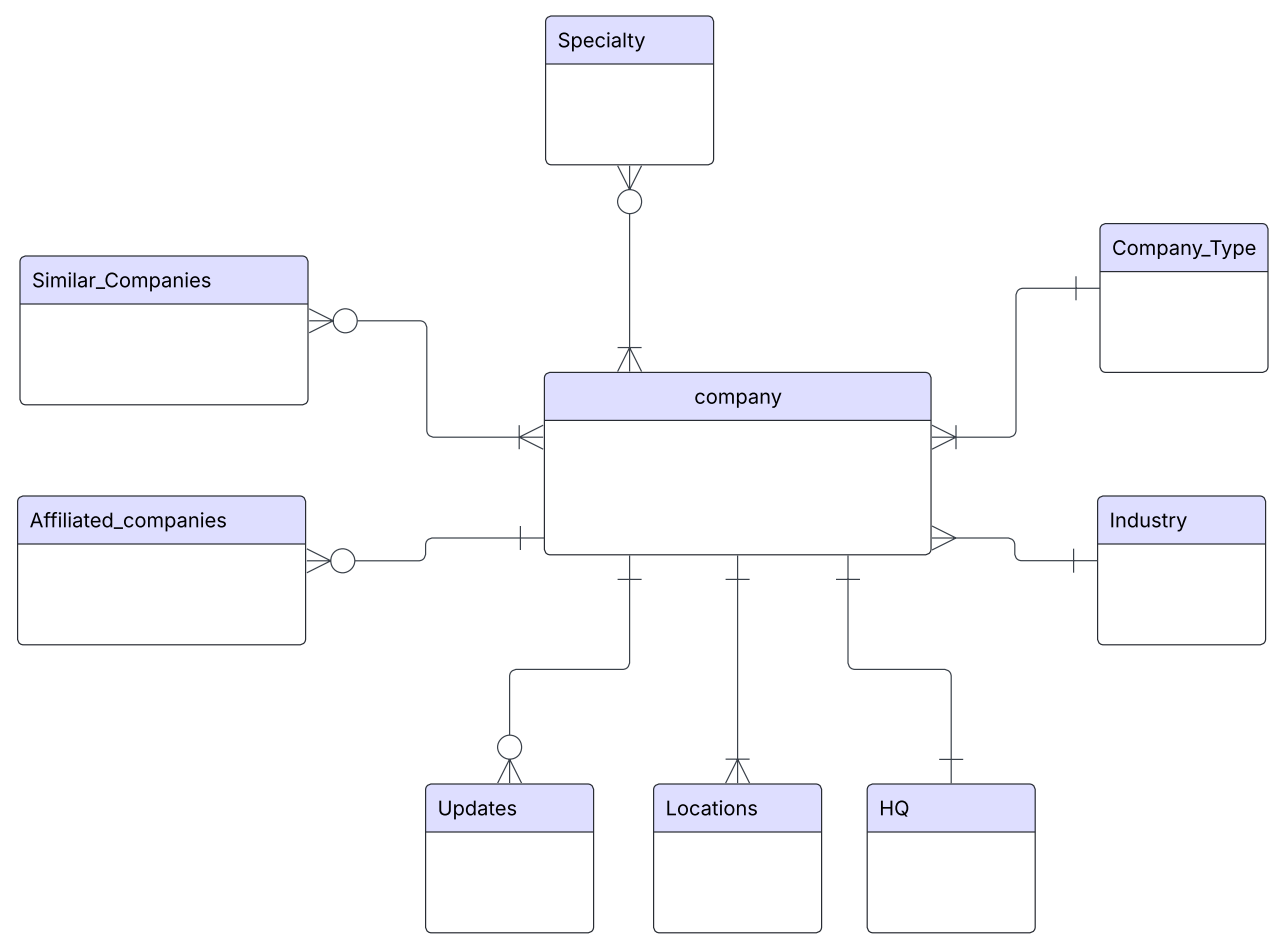 Specialty
Company_Type
Similar_Companies
company
Affiliated_companies
Industry
Updates
Locations
HQ